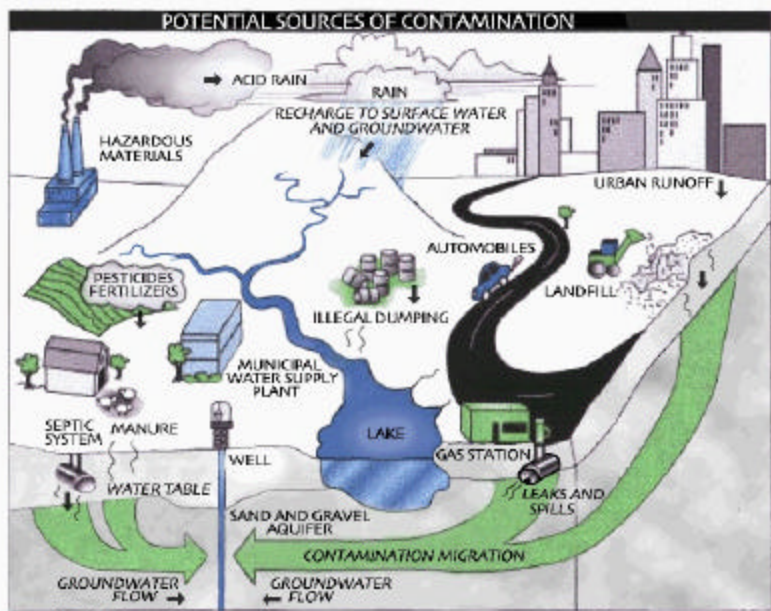 POTENTIAL SOURCES OF CONTAMINATION
ACID RAIN
RAIN
RECHARGE TO SURFACE WATER
AND GROUNDWATER
HAZARDOUS
MATERIALS
URBAN RUNOFF
AUTOMOBILES
PESTICIDES
FERTILIZERS
LANDFILL
ILLEGAL DUMPING
MUNICIPAL
WATER SUPPLY
PLANT
SEPTIC
SYSTEM
MANURE
LAKE
WELL
GAS STATION
WATER TABLE
LEAKS AND
SPILLS
SAND AND GRAVEL
AQUIFER
CONTAMINATION MIGRATION
GROUNDWATER
FLOW
GROUNDWATER
FLOW